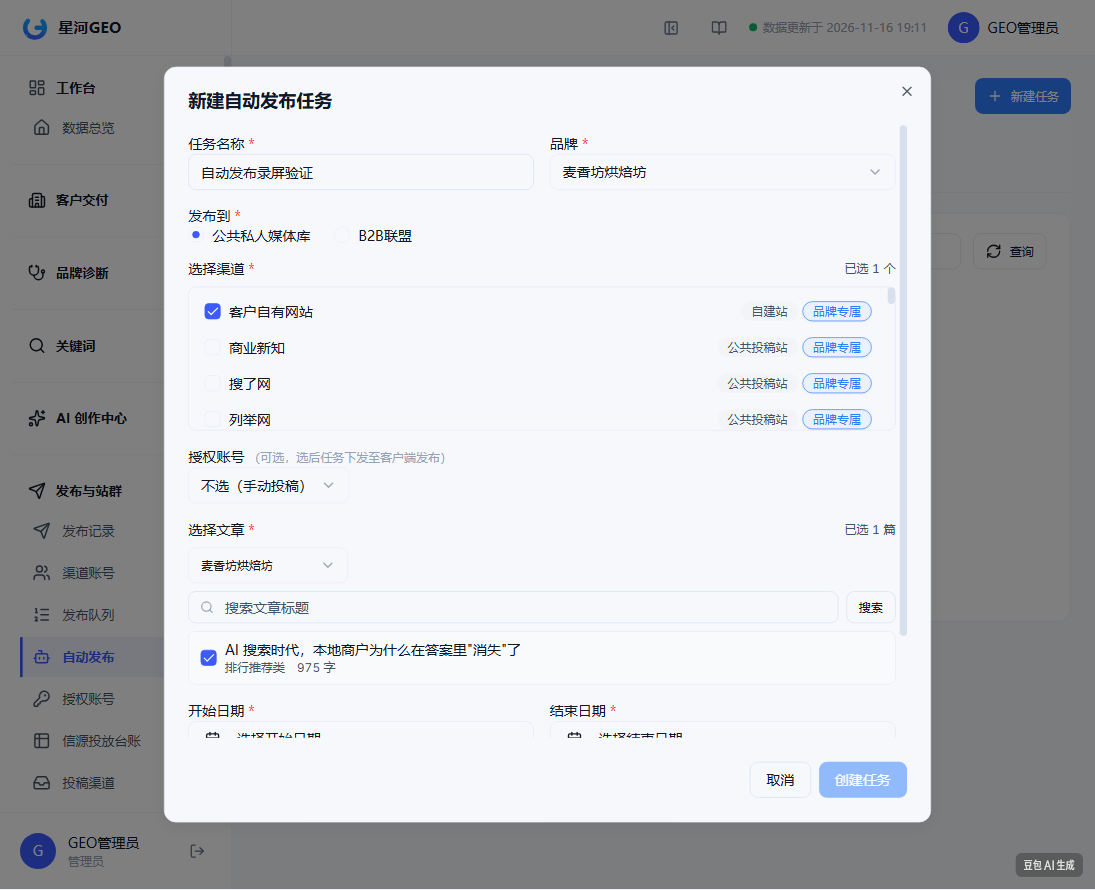 星河GEO
数据更新于 2026-11-16 19:11
G
GEO管理员
工作台
数据总览
客户交付
品牌诊断
关键词
AI 创作中心
发布与站群
发布记录
渠道账号
发布队列
自动发布
授权账号
信源投放台账
投稿渠道
G
GEO管理员
管理员
新建任务
查询
新建自动发布任务
任务名称 *
品牌 *
自动发布录屏验证
麦香坊烘焙坊
发布到 *
公共私人媒体库
B2B联盟
选择渠道 *
已选 1 个
客户自有网站 自建站 品牌专属
商业新知 公共投稿站 品牌专属
搜了网 公共投稿站 品牌专属
列举网 公共投稿站 品牌专属
授权账号 (可选，选后任务下发至客户端发布)
不选（手动投稿）
选择文章 *
已选 1 篇
麦香坊烘焙坊
搜索文章标题
搜索
AI 搜索时代，本地商户为什么在答案里"消失"了
排行推荐类 975 字
开始日期 *
结束日期 *
选择开始日期
选择结束日期
取消
创建任务
豆包 AI 生成